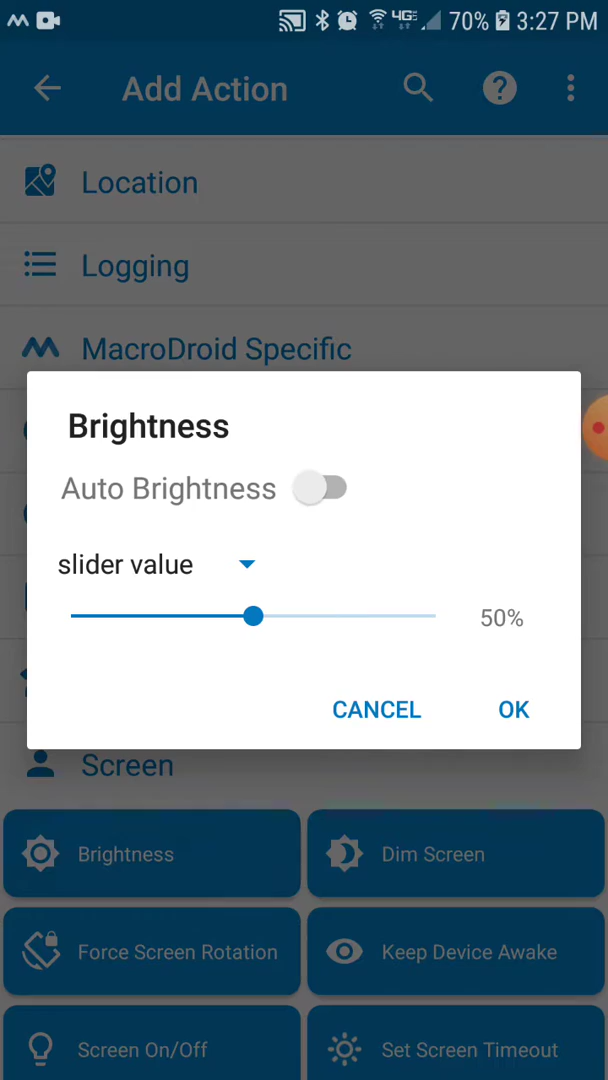 70% 3:27 PM
Add Action
Location
Logging
MacroDroid Specific
Brightness
Auto Brightness
slider value
50%
CANCEL OK
Screen
Brightness Dim Screen
Force Screen Rotation Keep Device Awake
Screen On/Off Set Screen Timeout